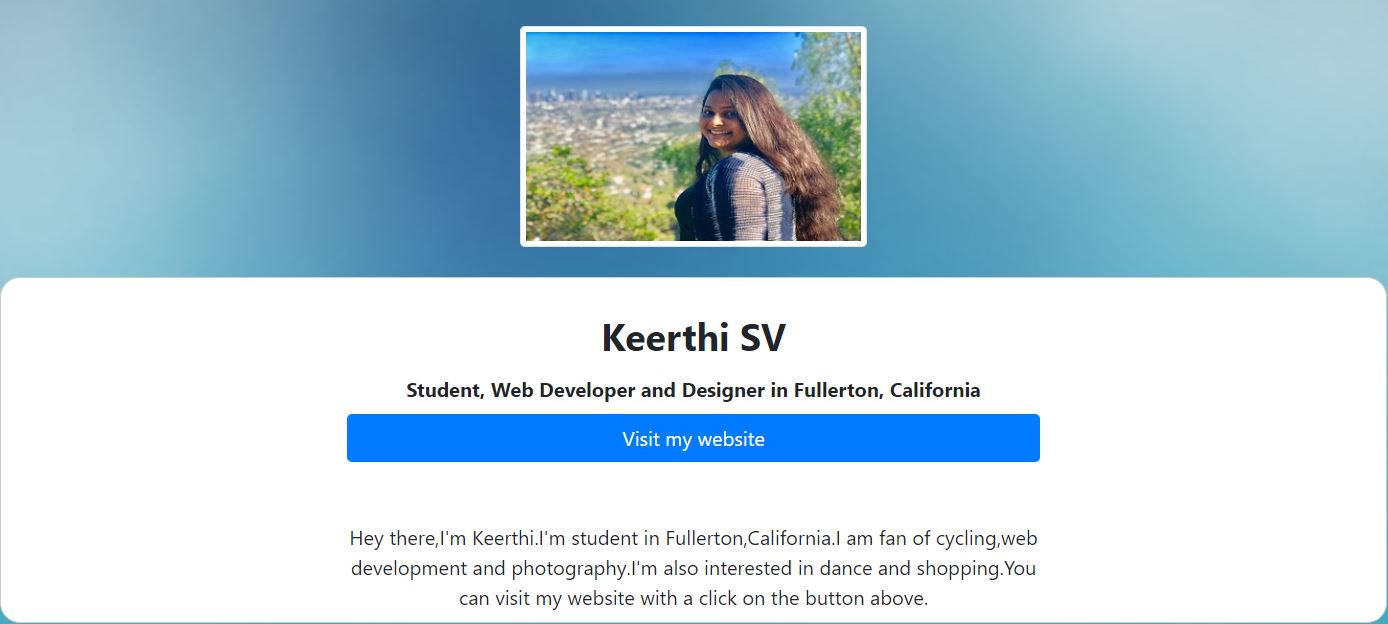 Keerthi SV
Student, Web Developer and Designer in Fullerton, California
Visit my website
Hey there,I'm Keerthi.I'm student in Fullerton,California.I am fan of cycling,web
development and photography.I'm also interested in dance and shopping.You
can visit my website with a click on the button above.